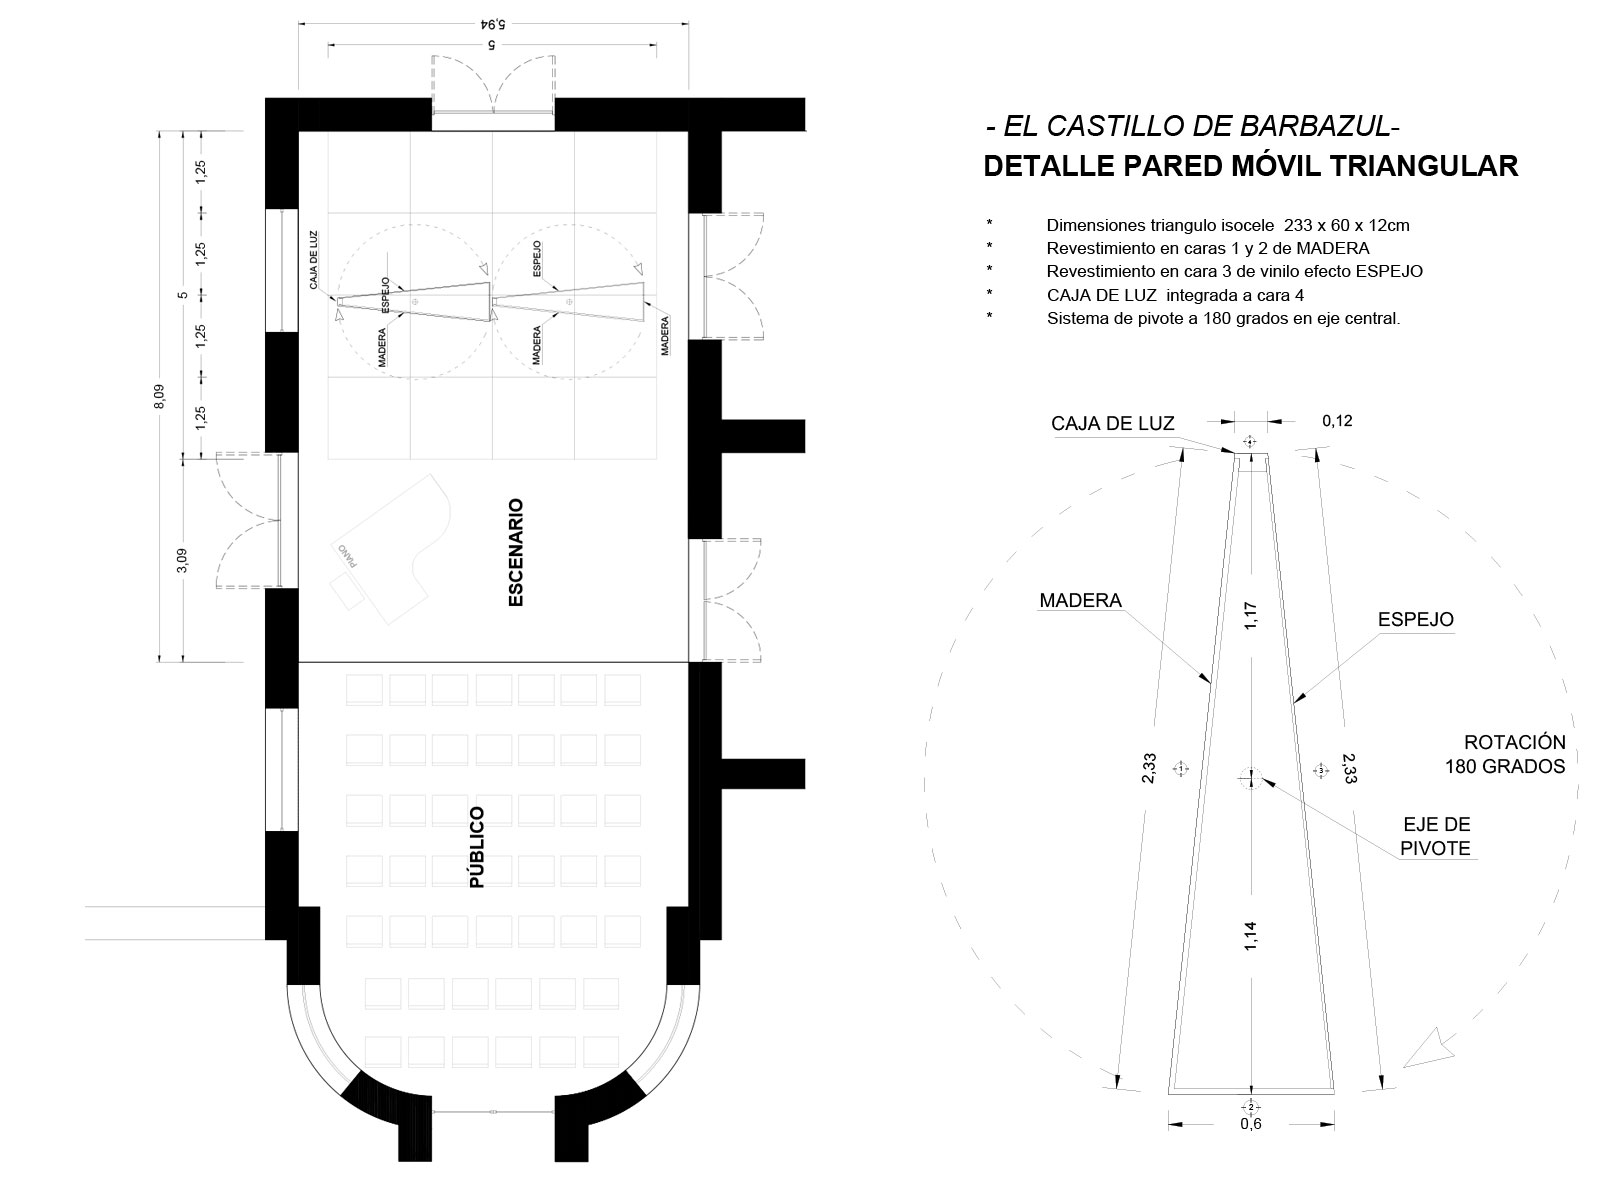 5,94
5
- EL CASTILLO DE BARBAZUL-
DETALLE PARED MÓVIL TRIANGULAR
* Dimensiones triangulo isocele 233 x 60 x 12cm
* Revestimiento en caras 1 y 2 de MADERA
* Revestimiento en cara 3 de vinilo efecto ESPEJO
* CAJA DE LUZ integrada a cara 4
* Sistema de pivote a 180 grados en eje central.
1,25
1,25
1,25
1,25
5
8,09
3,09
CAJA DE LUZ
ESPEJO
MADERA
ESPEJO
MADERA
MADERA
PIANO
ESCENARIO
PÚBLICO
CAJA DE LUZ
0,12
4
MADERA
1,17
ESPEJO
2,33
1
3
2,33
ROTACIÓN
180 GRADOS
EJE DE
PIVOTE
1,14
2
0,6